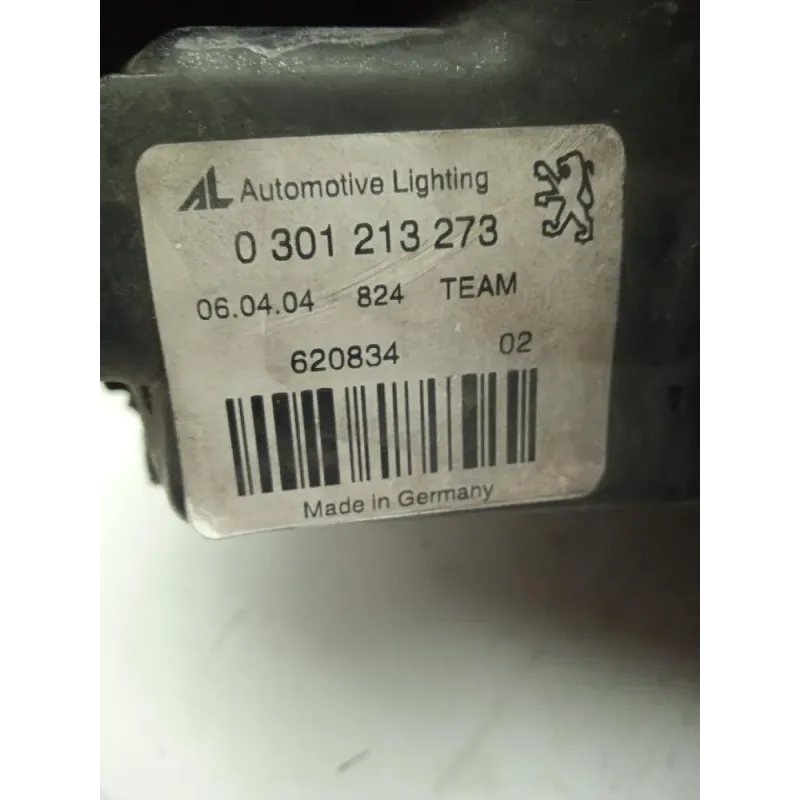 AL Automotive Lighting
0 301 213 273
06.04.04 824 TEAM
620834 02
Made in Germany